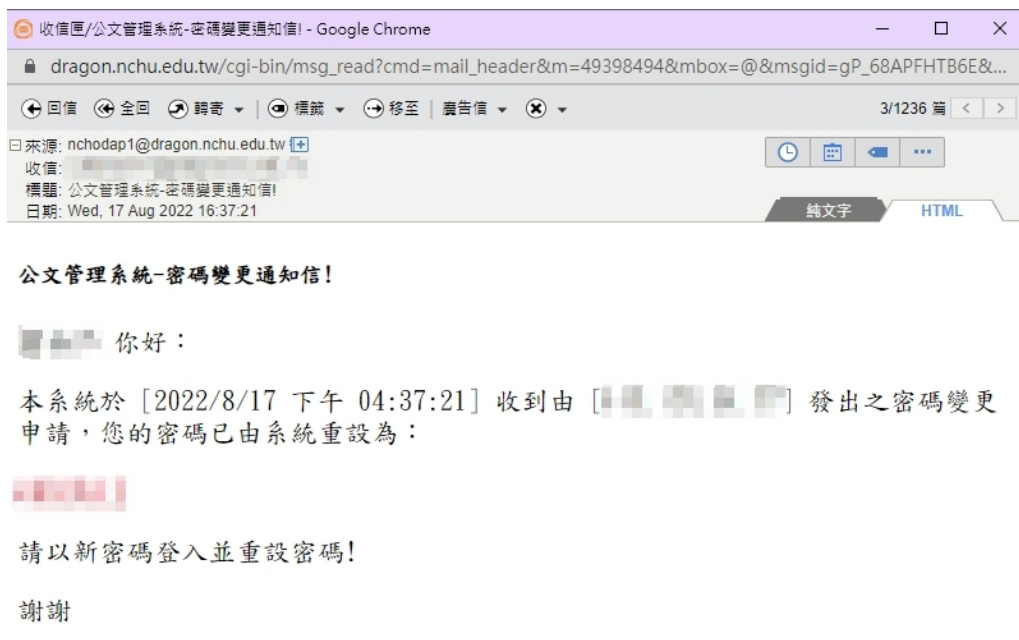 收信匣/公文管理系統-密碼變更通知信! - Google Chrome
dragon.nchu.edu.tw/cgi-bin/msg_read?cmd=mail_header&m=49398494&mbox=@&msgid=gP_68APFHTB6E&...
回信 全回 轉寄 標籤 移至 廣告信 3/1236 篇
來源: nchodap1@dragon.nchu.edu.tw
收信:
標題: 公文管理系統-密碼變更通知信!
日期: Wed, 17 Aug 2022 16:37:21
純文字 HTML
公文管理系統-密碼變更通知信!
你好：
本系統於 [2022/8/17 下午 04:37:21] 收到由 [ ] 發出之密碼變更
申請，您的密碼已由系統重設為：
請以新密碼登入並重設密碼!
謝謝